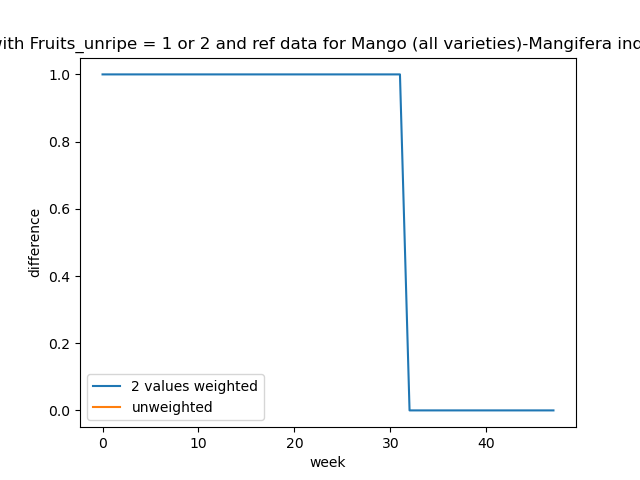 with Fruits_unripe = 1 or 2 and ref data for Mango (all varieties)-Mangifera ind
1.0
0.8
0.6
0.4
0.2
0.0
difference
2 values weighted
unweighted
0 10 20 30 40
week